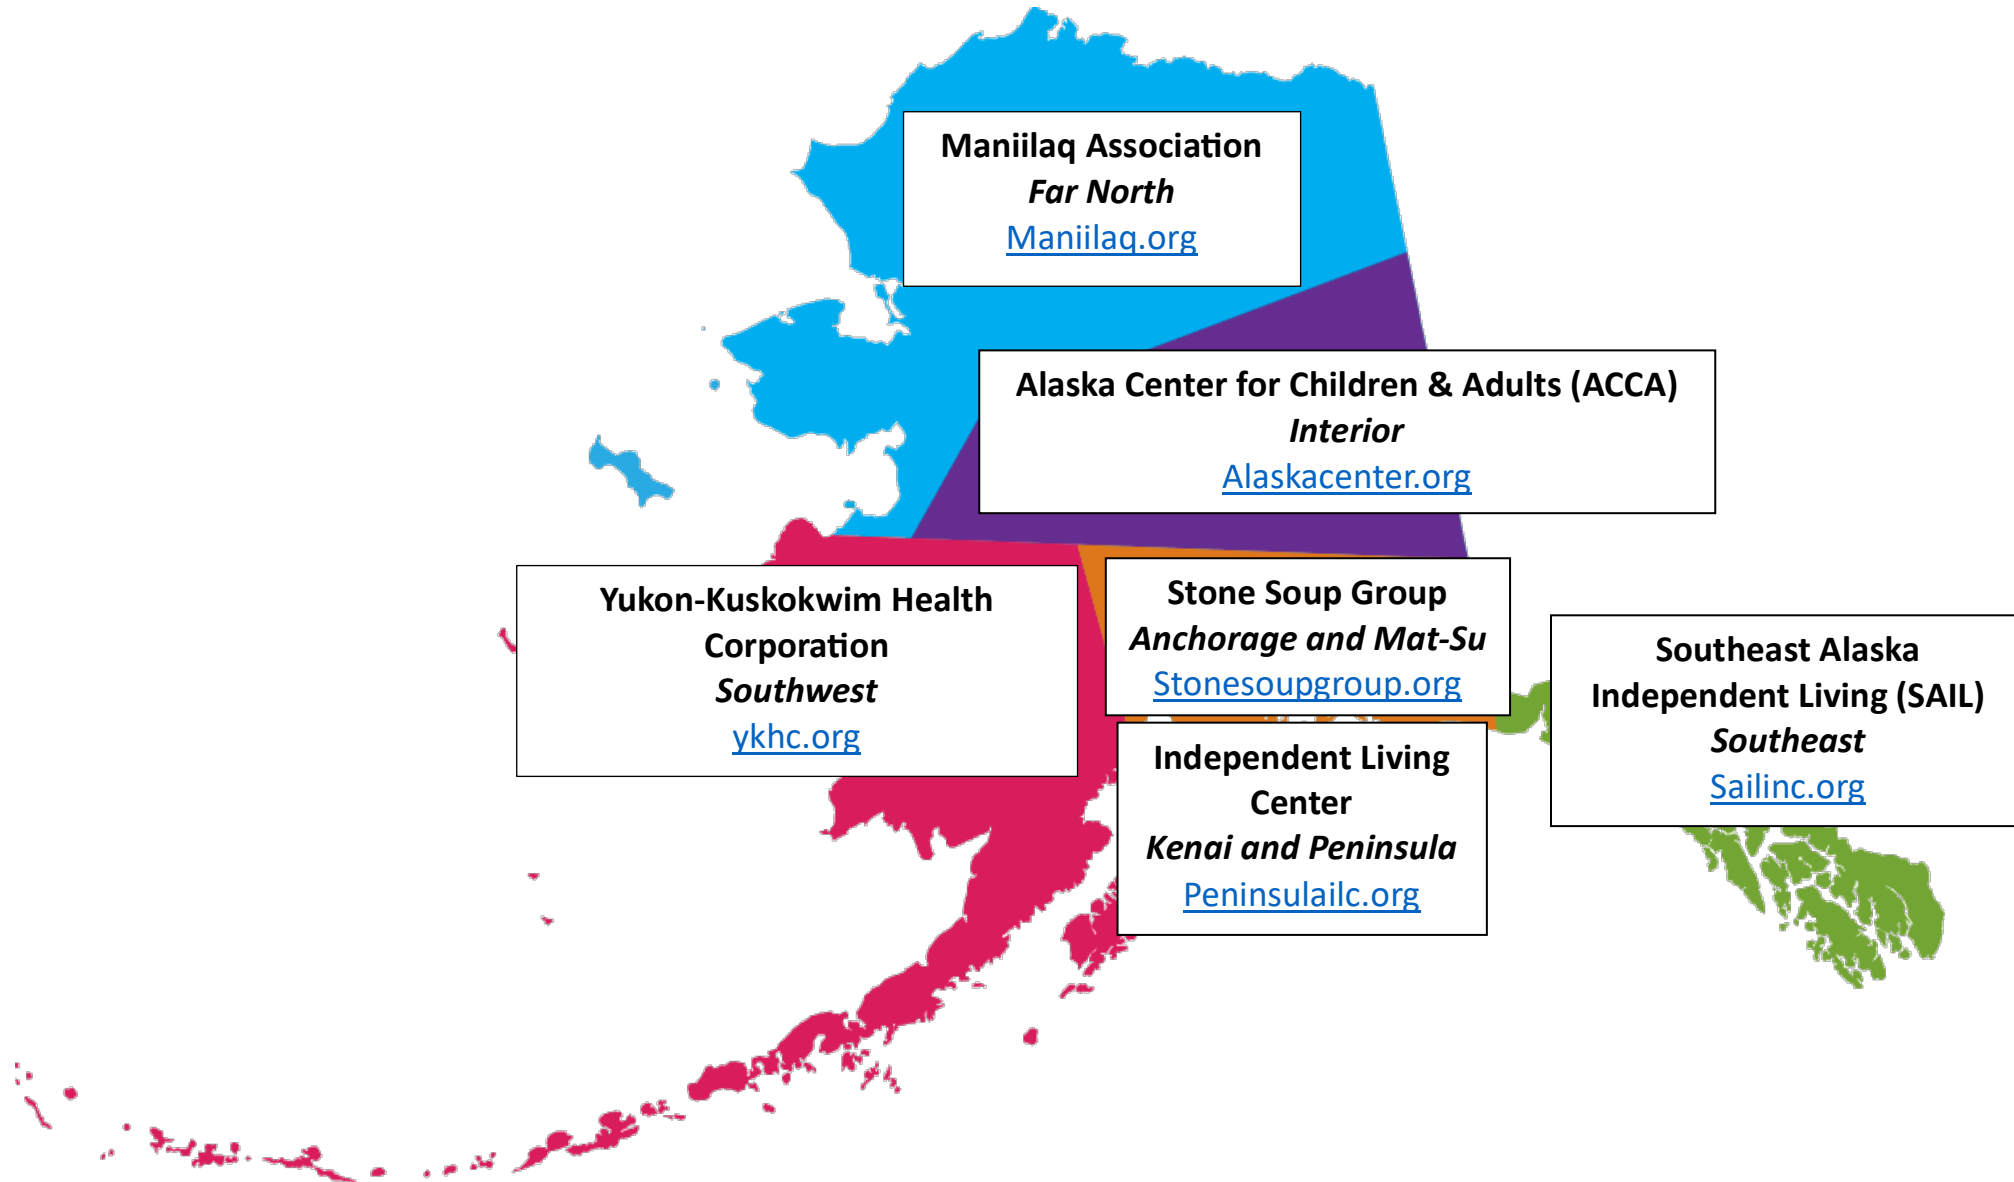 Maniilaq Association
Far North
Maniilaq.org
Alaska Center for Children & Adults (ACCA)
Interior
Alaskacenter.org
Yukon-Kuskokwim Health
Corporation
Southwest
ykhc.org
Stone Soup Group
Anchorage and Mat-Su
Stonesoupgroup.org
Southeast Alaska
Independent Living (SAIL)
Southeast
Sailinc.org
Independent Living
Center
Kenai and Peninsula
Peninsulailc.org